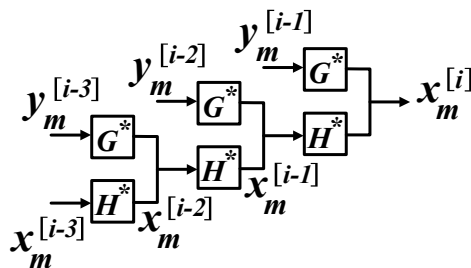 y_m^[i-1]
G*
x_m^[i]
y_m^[i-2]
G*
H*
x_m^[i-1]
y_m^[i-3]
G*
H*
x_m^[i-2]
H*
x_m^[i-3]